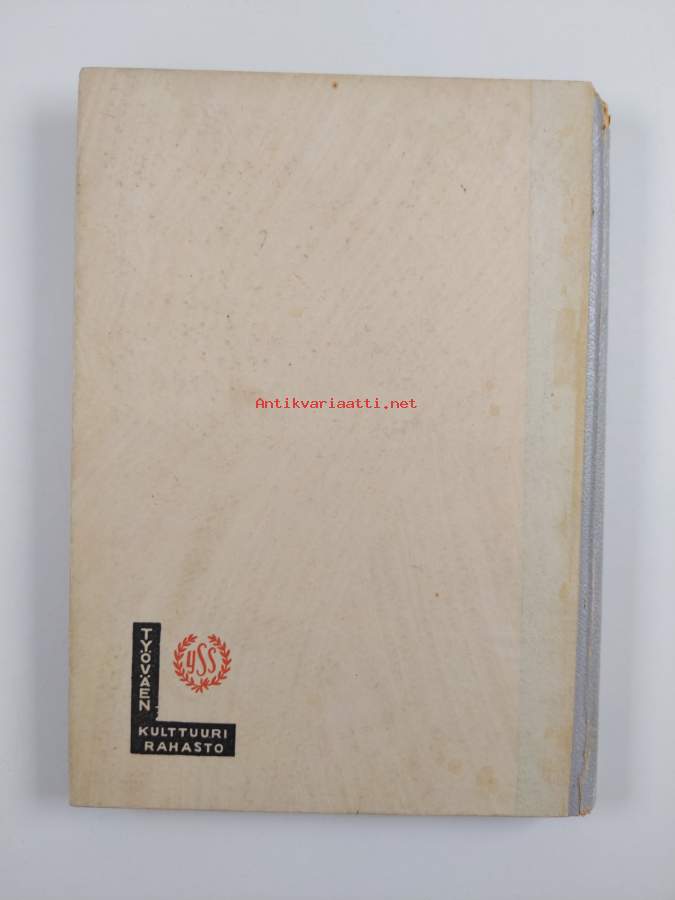 Antikvariaatti.net
TYÖVÄEN
YSS
KULTTUURI
RAHASTO